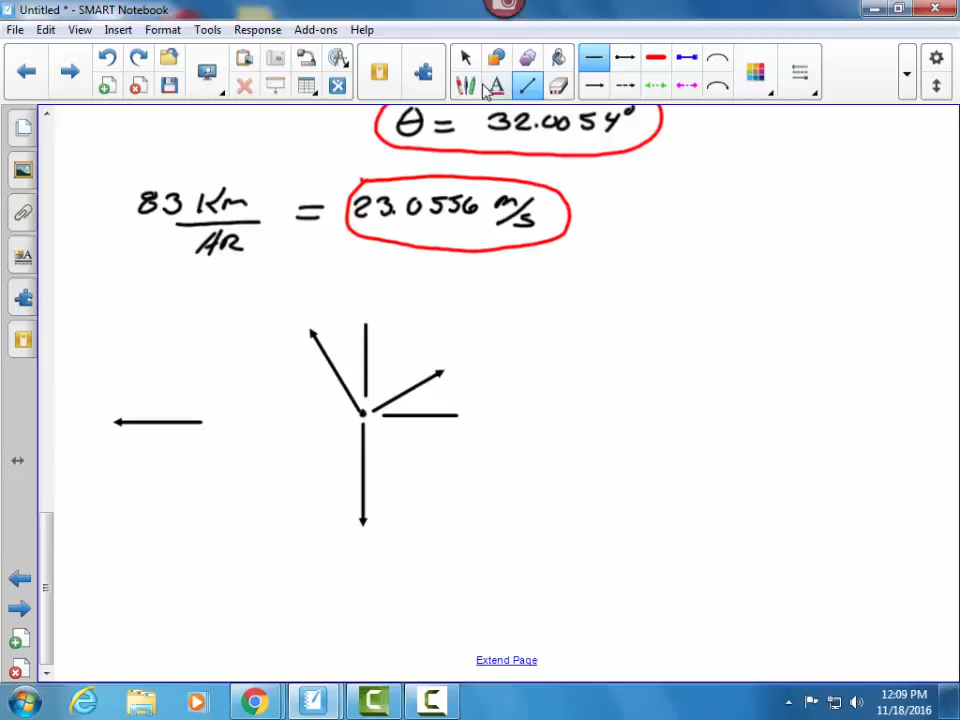 Untitled * - SMART Notebook
File Edit View Insert Format Tools Response Add-ons Help
θ = 32.0054°
83 Km = 23.0556 m/s
HR
Extend Page
12:09 PM
11/18/2016